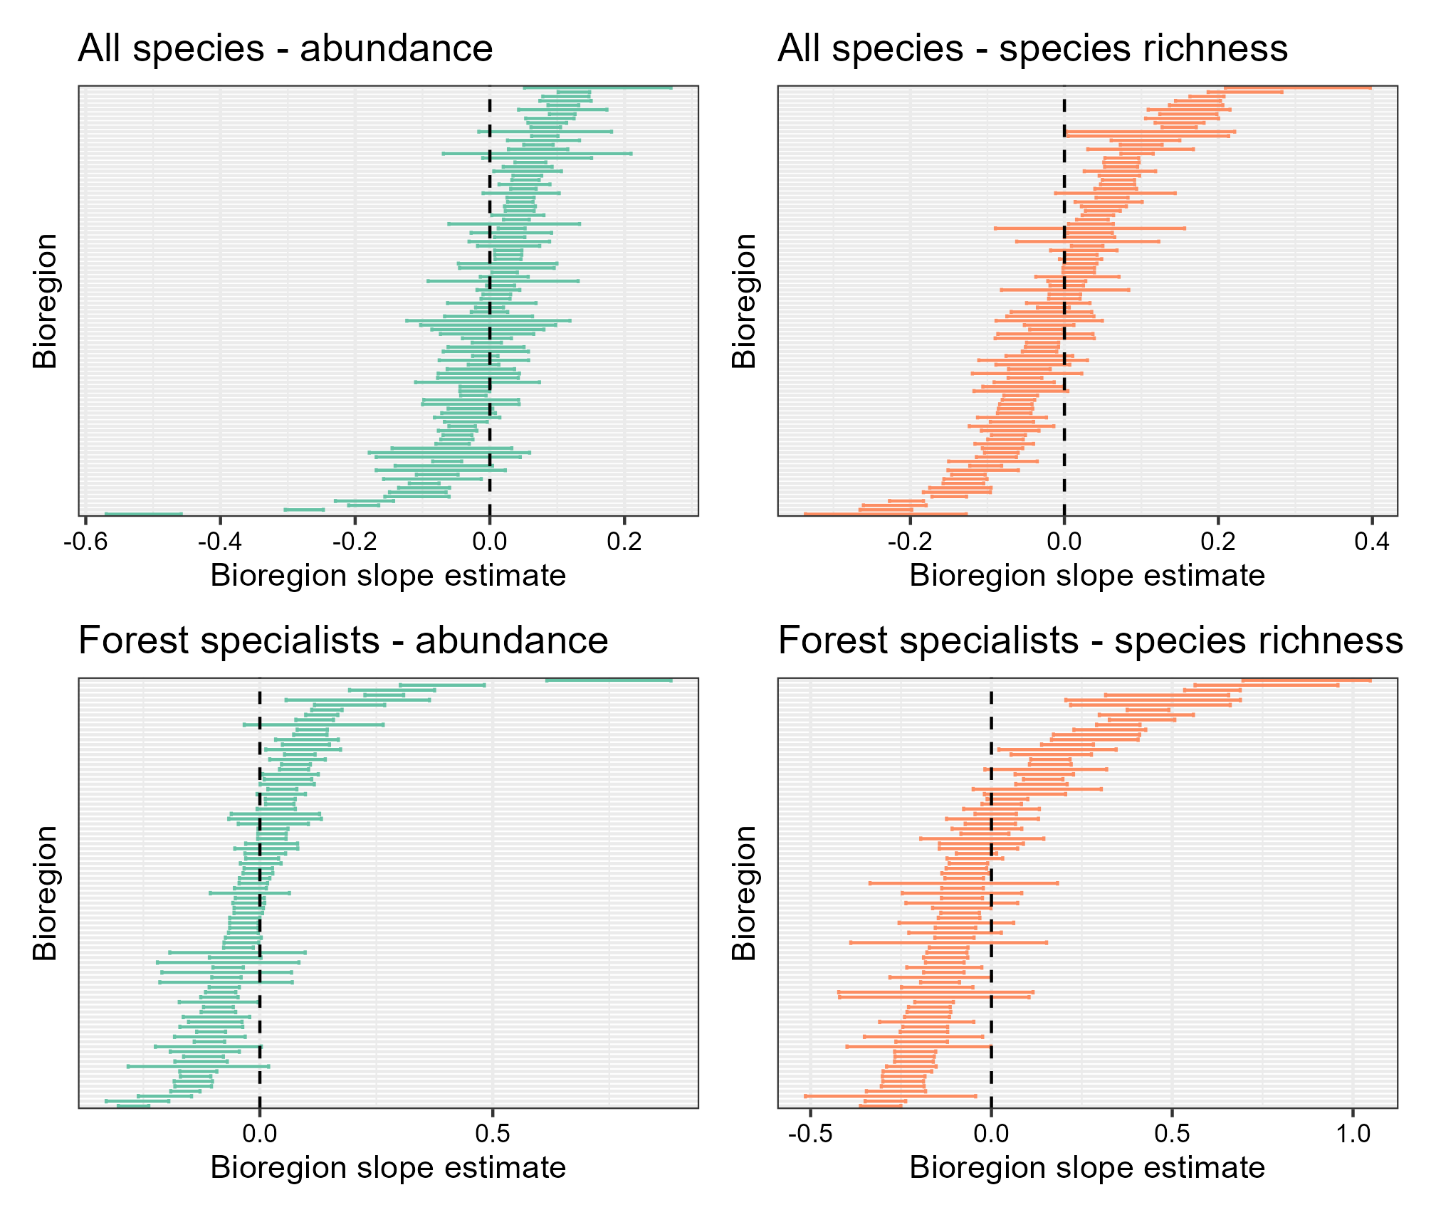 All species - abundance
Bioregion
-0.6 -0.4 -0.2 0.0 0.2
Bioregion slope estimate
All species - species richness
Bioregion
-0.2 0.0 0.2 0.4
Bioregion slope estimate
Forest specialists - abundance
Bioregion
0.0 0.5
Bioregion slope estimate
Forest specialists - species richness
Bioregion
-0.5 0.0 0.5 1.0
Bioregion slope estimate